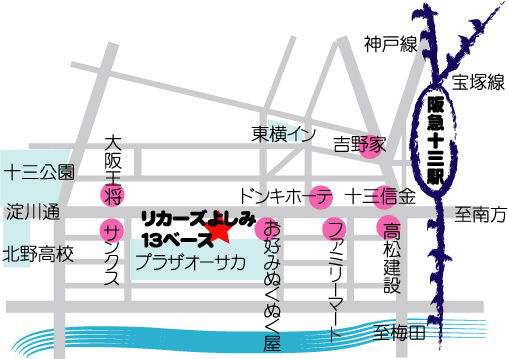 神戸線
宝塚線
阪急十三駅
東横イン
吉野家
大阪王将
十三公園
ドンキホーテ
十三信金
淀川通
リカーズよしみ
13ベース
至南方
サンクス
お好みぬくぬく屋
ファミリーマート
高松建設
北野高校
プラザオーサカ
至梅田